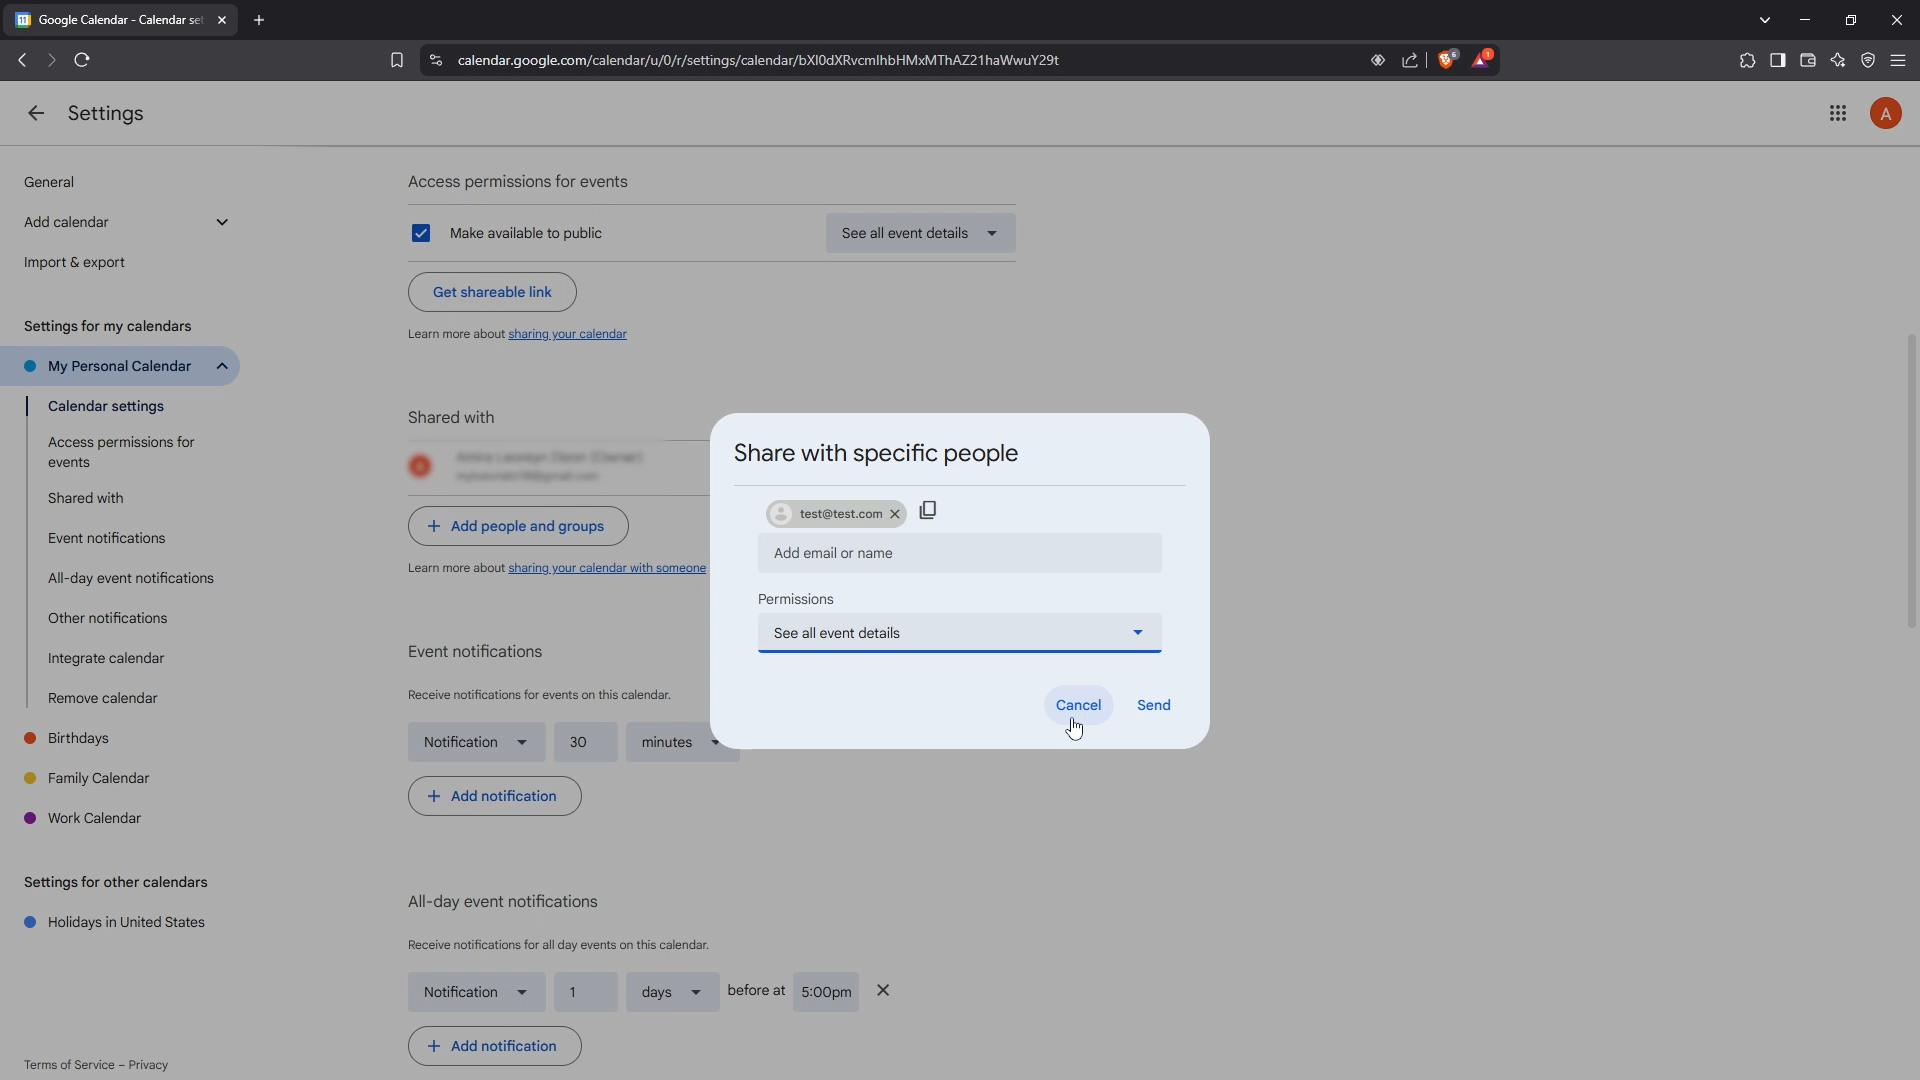 Google Calendar - Calendar set
calendar.google.com/calendar/u/0/r/settings/calendar/bXl0dXRvcmlhbHMxMThAZ21haWwuY29t
6
1
Settings
A
General
Add calendar
Import & export
Settings for my calendars
My Personal Calendar
Calendar settings
Access permissions for
events
Shared with
Event notifications
All-day event notifications
Other notifications
Integrate calendar
Remove calendar
Birthdays
Family Calendar
Work Calendar
Settings for other calendars
Holidays in United States
Terms of Service – Privacy
Access permissions for events
Make available to public
See all event details
Get shareable link
Learn more about sharing your calendar
Shared with
+ Add people and groups
Learn more about sharing your calendar with someone
Event notifications
Receive notifications for events on this calendar.
Notification 30 minutes
+ Add notification
All-day event notifications
Receive notifications for all day events on this calendar.
Notification 1 days before at 5:00pm
+ Add notification
Share with specific people
test@test.com
Add email or name
Permissions
See all event details
Cancel Send